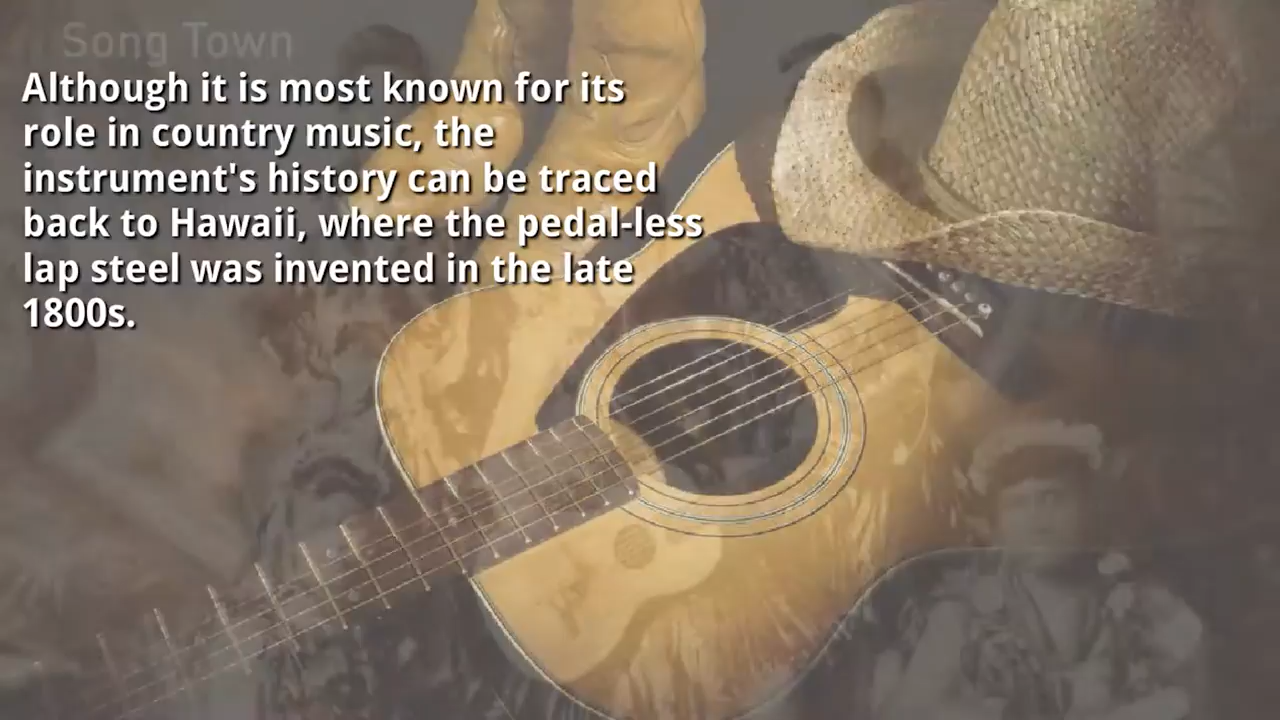 Song Town
Although it is most known for its
role in country music, the
instrument's history can be traced
back to Hawaii, where the pedal-less
lap steel was invented in the late
1800s.